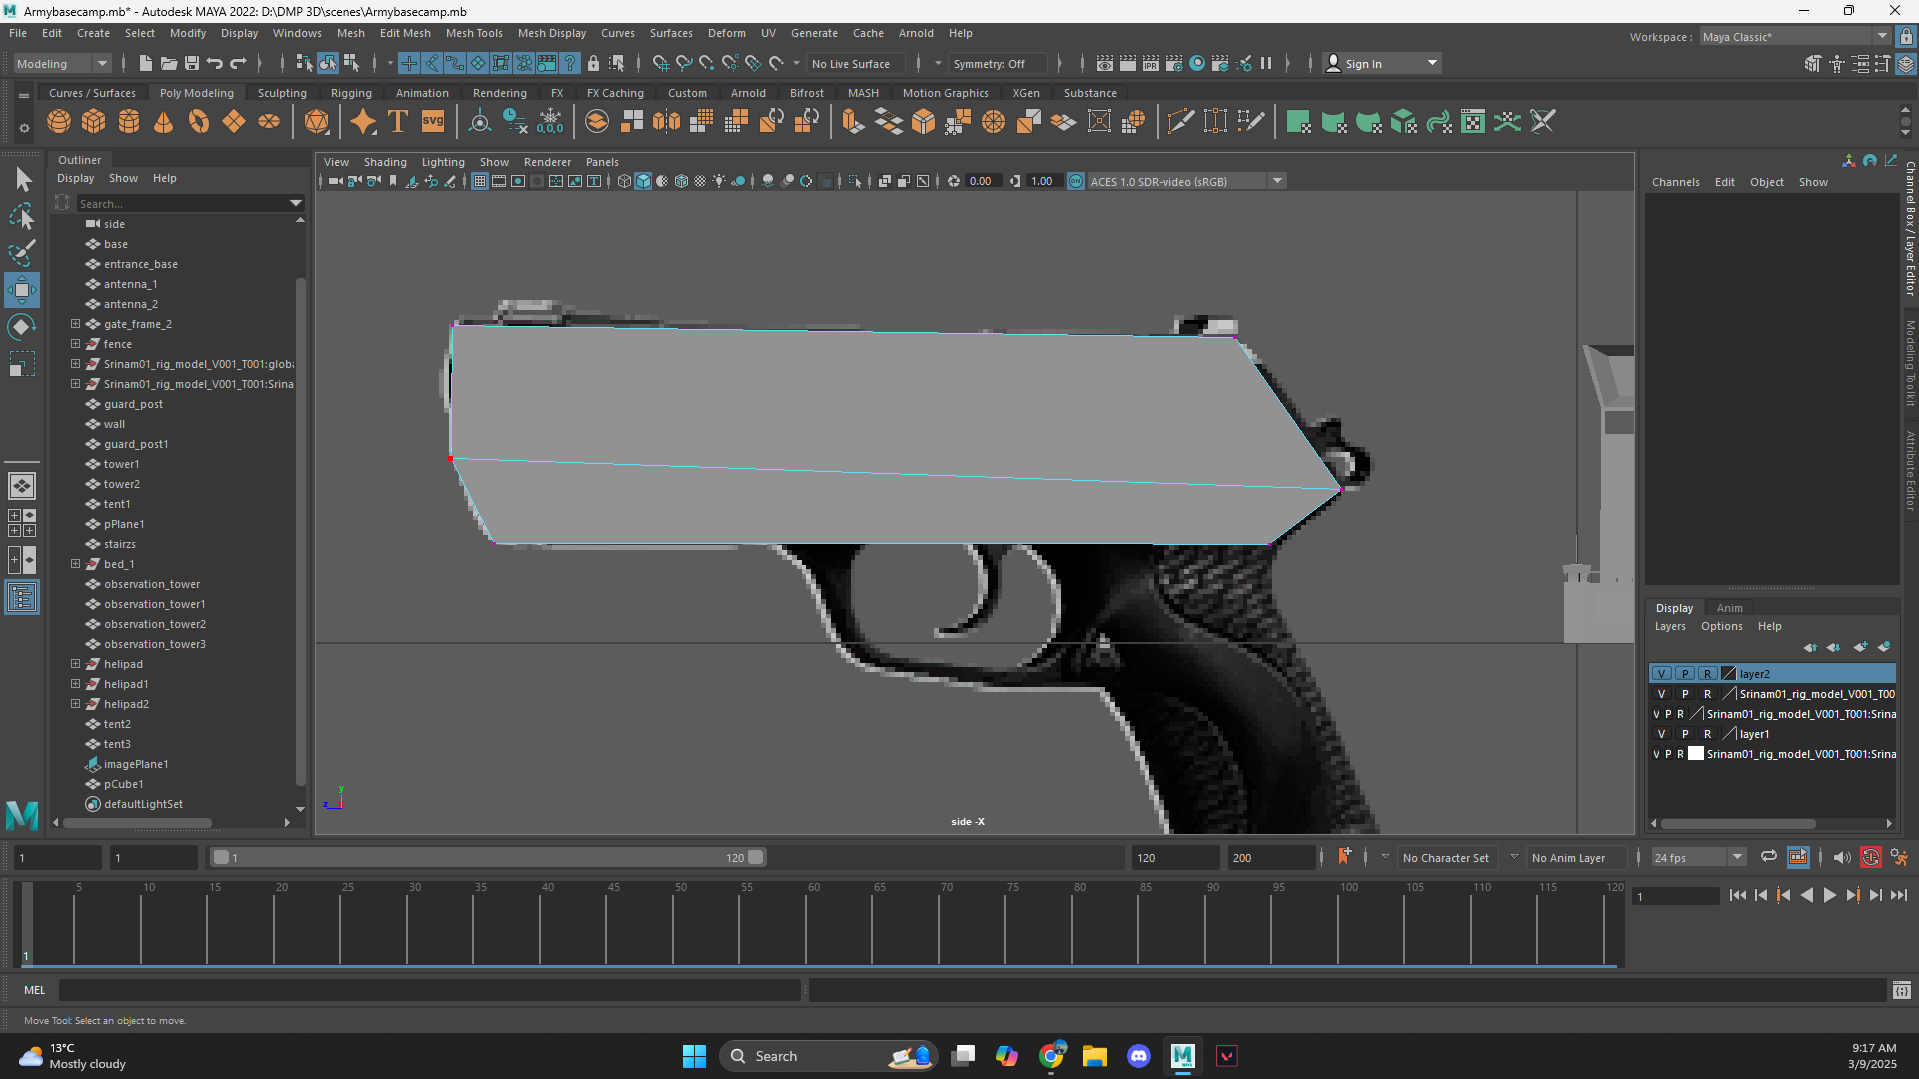 Armybasecamp.mb* - Autodesk MAYA 2022: D:\DMP 3D\scenes\Armybasecamp.mb
File Edit Create Select Modify Display Windows Mesh Edit Mesh Mesh Tools Mesh Display Curves Surfaces Deform UV Generate Cache Arnold Help
Workspace : Maya Classic*
Modeling
No Live Surface
Symmetry: Off
Sign In
Curves / Surfaces Poly Modeling Sculpting Rigging Animation Rendering FX FX Caching Custom Arnold Bifrost MASH Motion Graphics XGen Substance
Outliner
Display Show Help
Search...
side
base
entrance_base
antenna_1
antenna_2
gate_frame_2
fence
Srinam01_rig_model_V001_T001:globa
Srinam01_rig_model_V001_T001:Srina
guard_post
wall
guard_post1
tower1
tower2
tent1
pPlane1
stairzs
bed_1
observation_tower
observation_tower1
observation_tower2
observation_tower3
helipad
helipad1
helipad2
tent2
tent3
imagePlane1
pCube1
defaultLightSet
View Shading Lighting Show Renderer Panels
0.00 1.00 ACES 1.0 SDR-video (sRGB)
side -X
y
z
Channels Edit Object Show
Channel Box / Layer Editor
Modeling Toolkit
Attribute Editor
Display Anim
Layers Options Help
V P R layer2
V P R Srinam01_rig_model_V001_T00
V P R Srinam01_rig_model_V001_T001:Srina
V P R layer1
V P R Srinam01_rig_model_V001_T001:Srina
1 1 1 120 120 200 No Character Set No Anim Layer 24 fps
5 10 15 20 25 30 35 40 45 50 55 60 65 70 75 80 85 90 95 100 105 110 115 120
1
1
MEL
Move Tool: Select an object to move.
13°C
Mostly cloudy
Search
9:17 AM
3/9/2025